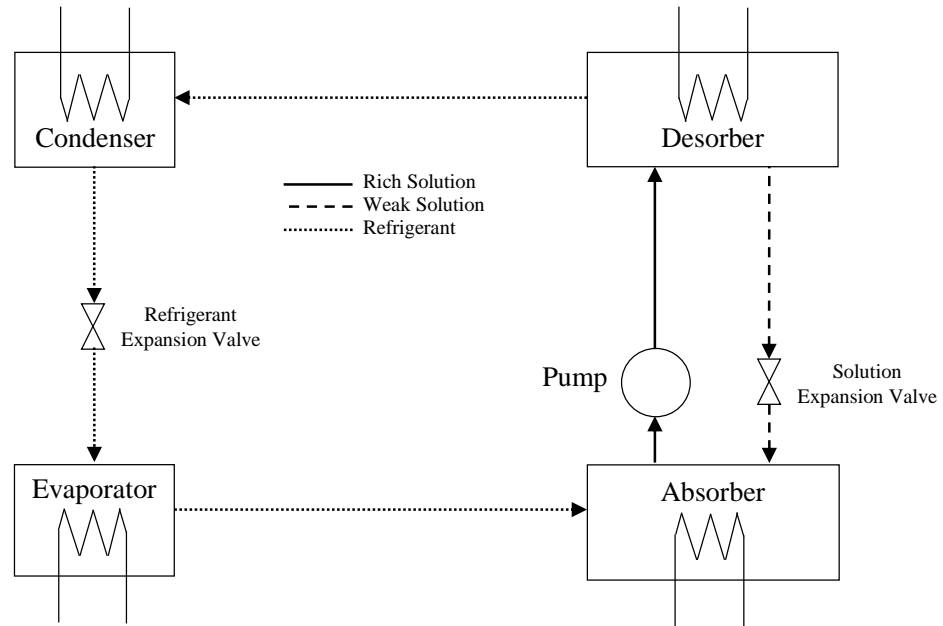 Condenser
Desorber
Rich Solution
Weak Solution
Refrigerant
Refrigerant
Expansion Valve
Pump
Solution
Expansion Valve
Evaporator
Absorber